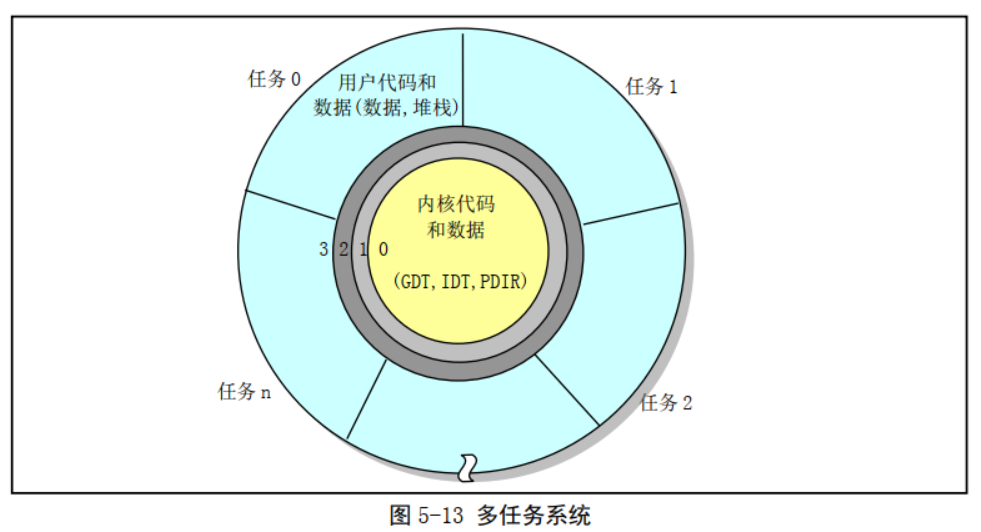 任务 0
用户代码和
数据(数据,堆栈)
任务 1
内核代码
和数据
3 2 1 0
(GDT,IDT,PDIR)
任务 n
任务 2
图 5-13 多任务系统